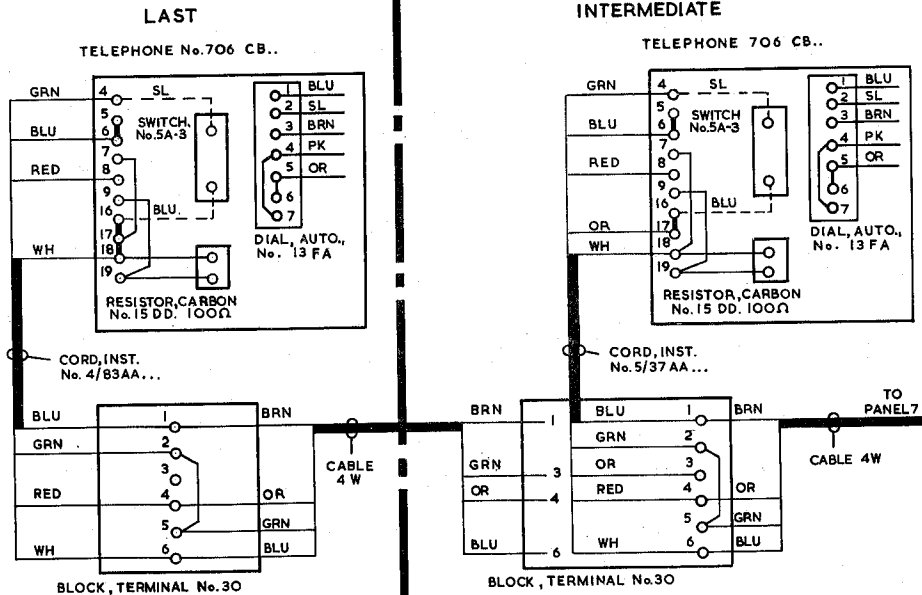 LAST
TELEPHONE No.706 CB..
GRN
4
SL
5
BLU
6
SWITCH,
No.5A-3
7
RED
8
9
16
BLU.
17
WH
18
19
1
BLU
2
SL
3
BRN
4
PK
5
OR
6
7
DIAL, AUTO.,
No. 13 FA
RESISTOR,CARBON
No.15 DD. 100Ω
CORD, INST.
No. 4/83AA...
BLU
1
BRN
GRN
2
3
RED
4
OR
5
GRN
WH
6
BLU
CABLE
4 W
BLOCK, TERMINAL No.30
INTERMEDIATE
TELEPHONE 706 CB..
GRN
4
SL
5
BLU
6
SWITCH
No.5A-3
7
RED
8
9
16
BLU
OR
17
WH
18
19
1
BLU
2
SL
3
BRN
4
PK
5
OR
6
7
DIAL, AUTO.,
No. 13 FA
RESISTOR, CARBON
No.15 DD. 100Ω
CORD, INST.
No.5/37 AA...
BRN
1
BLU
1
BRN
GRN
2
GRN
3
OR
3
OR
4
RED
4
OR
5
GRN
BLU
6
WH
6
BLU
TO
PANEL7
CABLE 4W
BLOCK, TERMINAL No.30